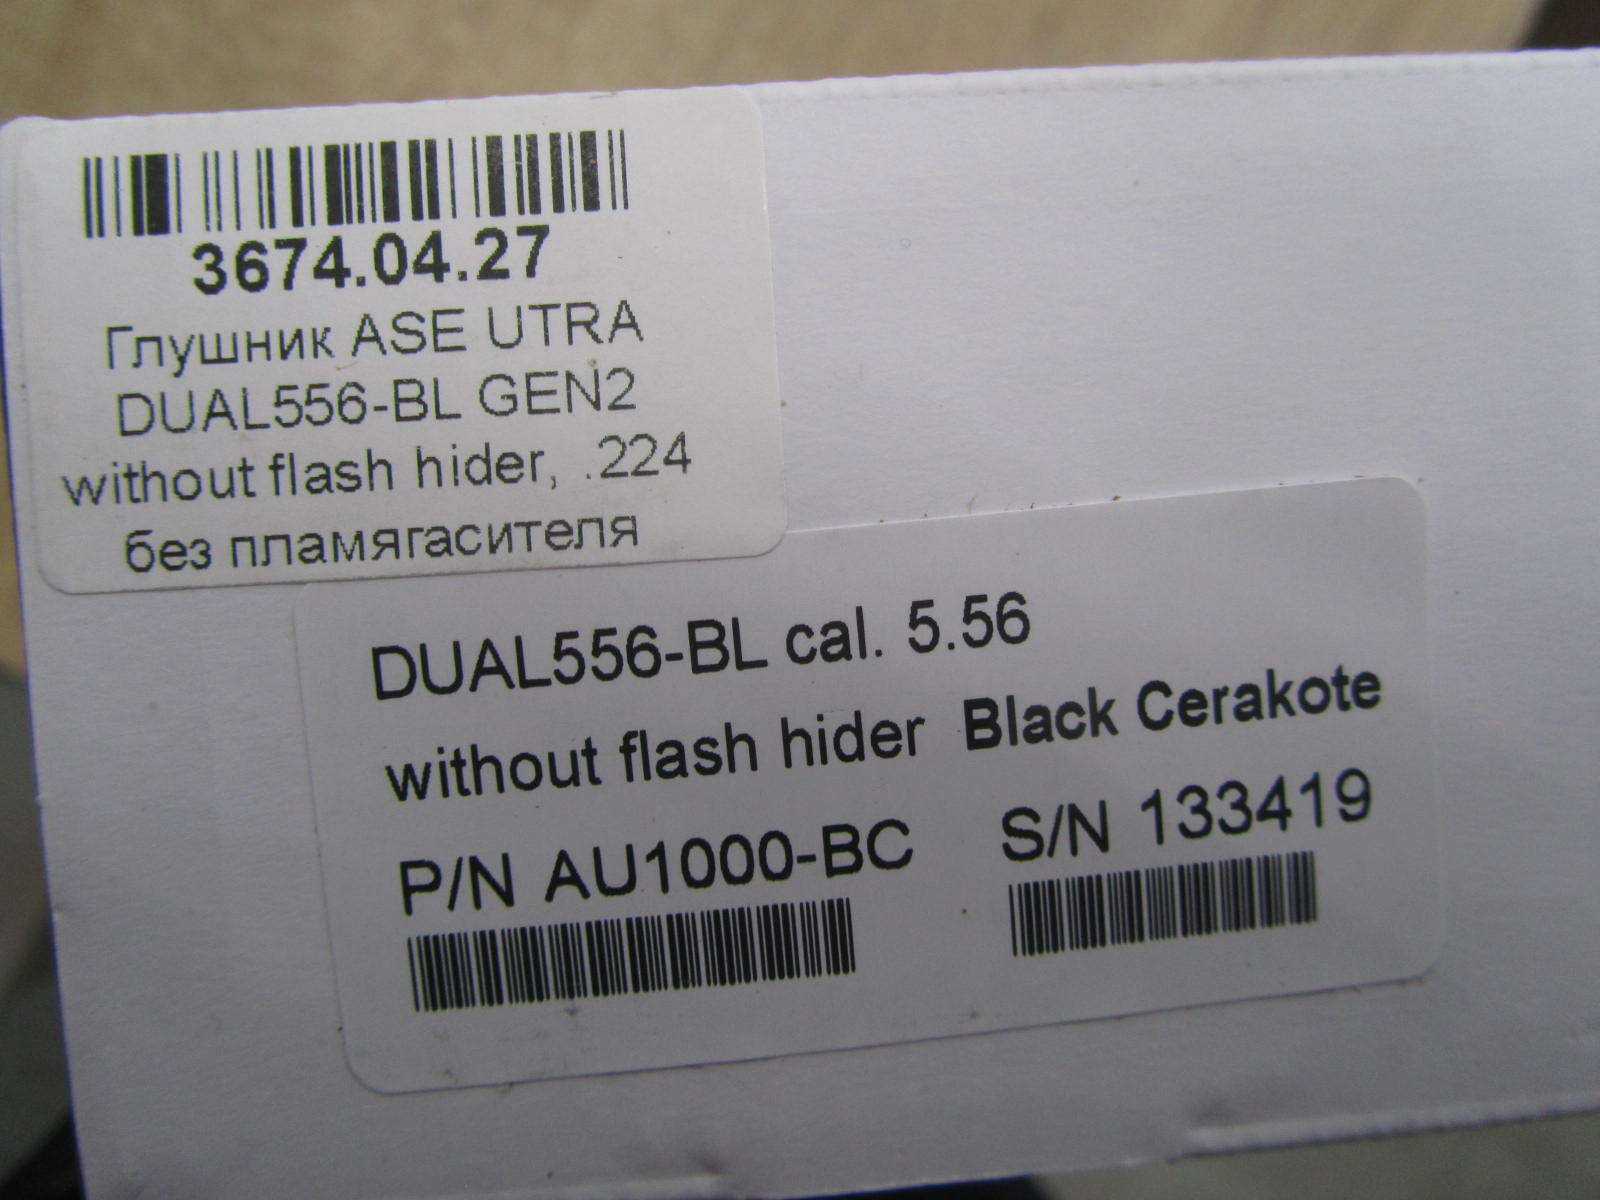 3674.04.27
Глушник ASE UTRA
DUAL556-BL GEN2
without flash hider, .224
без пламягасителя
DUAL556-BL cal. 5.56
without flash hider Black Cerakote
P/N AU1000-BC S/N 133419